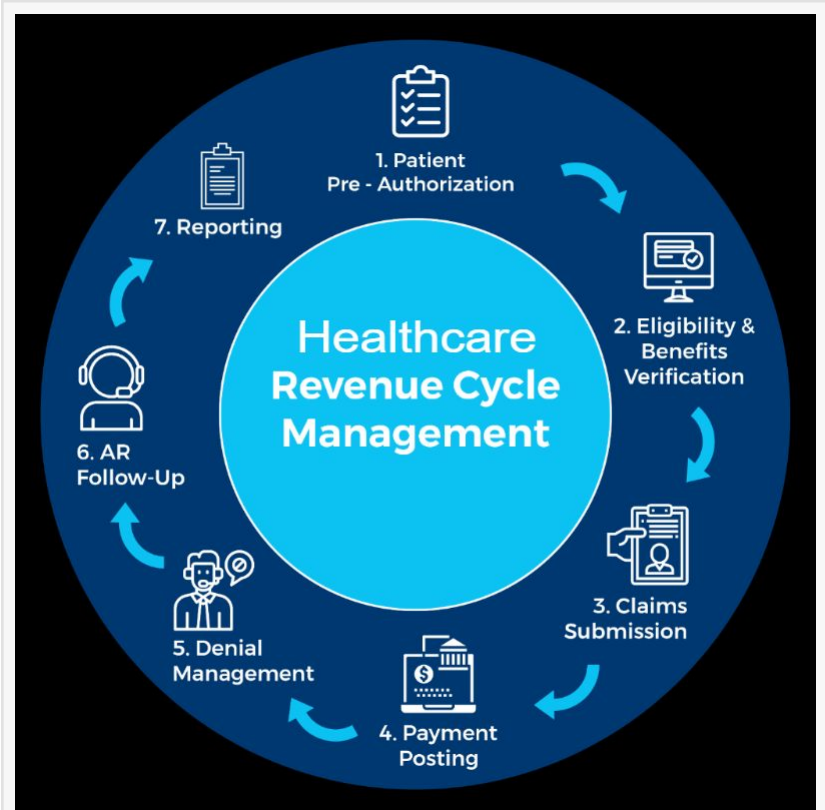 Healthcare
Revenue Cycle
Management
1. Patient
Pre - Authorization
2. Eligibility &
Benefits
Verification
3. Claims
Submission
4. Payment
Posting
5. Denial
Management
6. AR
Follow-Up
7. Reporting